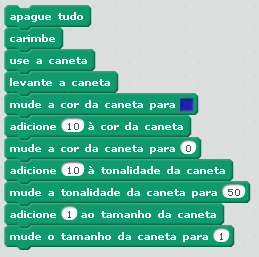 apague tudo
carimbe
use a caneta
levante a caneta
mude a cor da caneta para
adicione 10 à cor da caneta
mude a cor da caneta para 0
adicione 10 à tonalidade da caneta
mude a tonalidade da caneta para 50
adicione 1 ao tamanho da caneta
mude o tamanho da caneta para 1